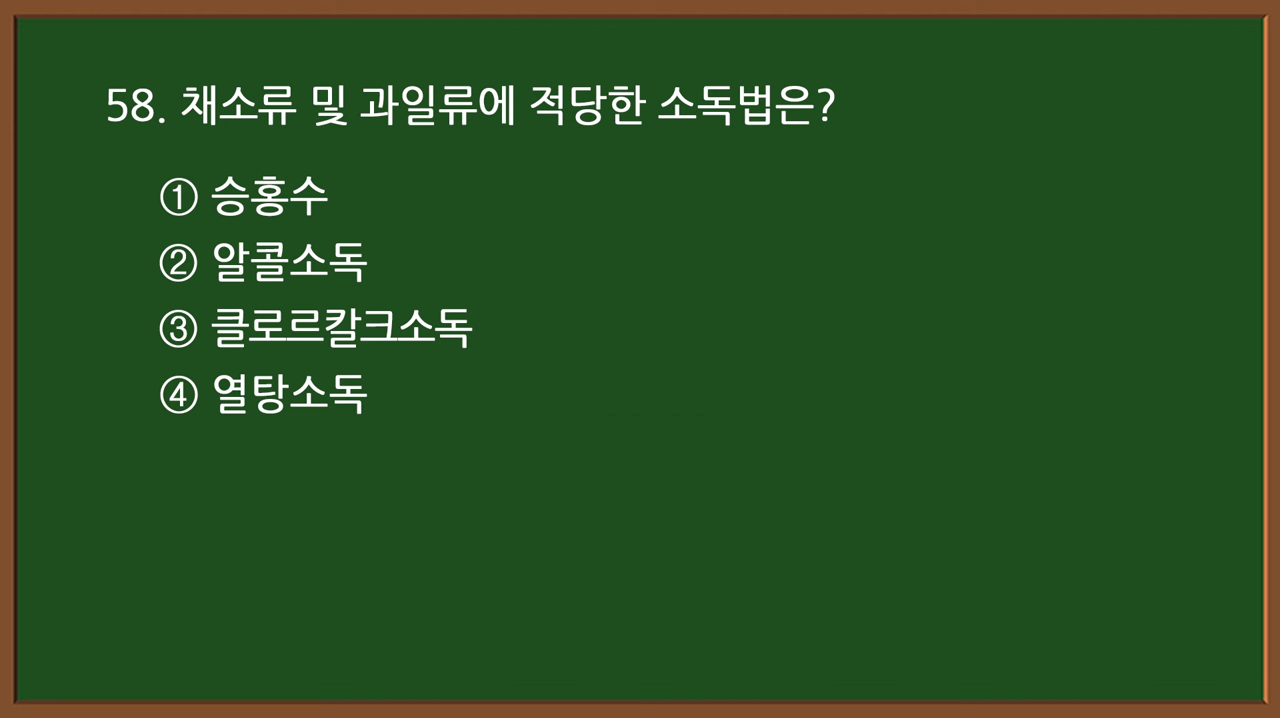 58. 채소류 및 과일류에 적당한 소독법은?
① 승홍수
② 알콜소독
③ 클로르칼크소독
④ 열탕소독